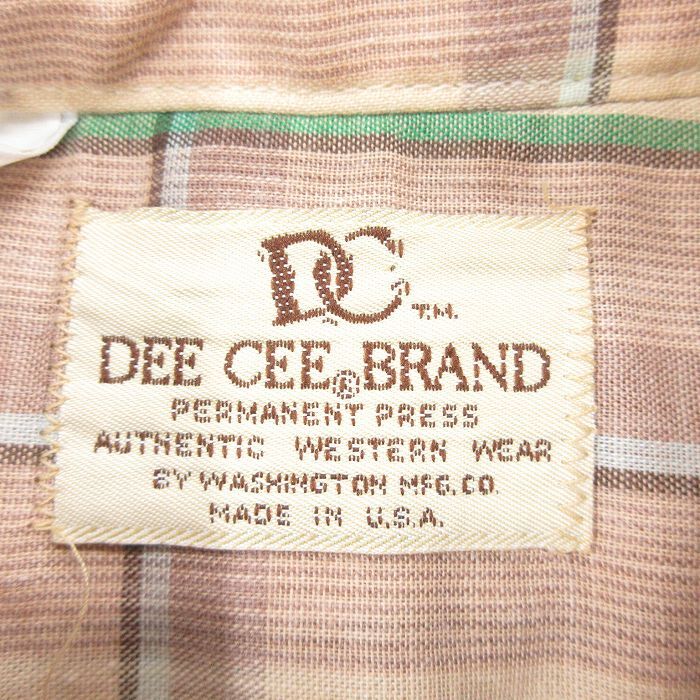 DC T.M.
DEE CEE® BRAND
PERMANENT PRESS
AUTHENTIC WESTERN WEAR
BY WASHINGTON MFG.CO.
MADE IN U.S.A.